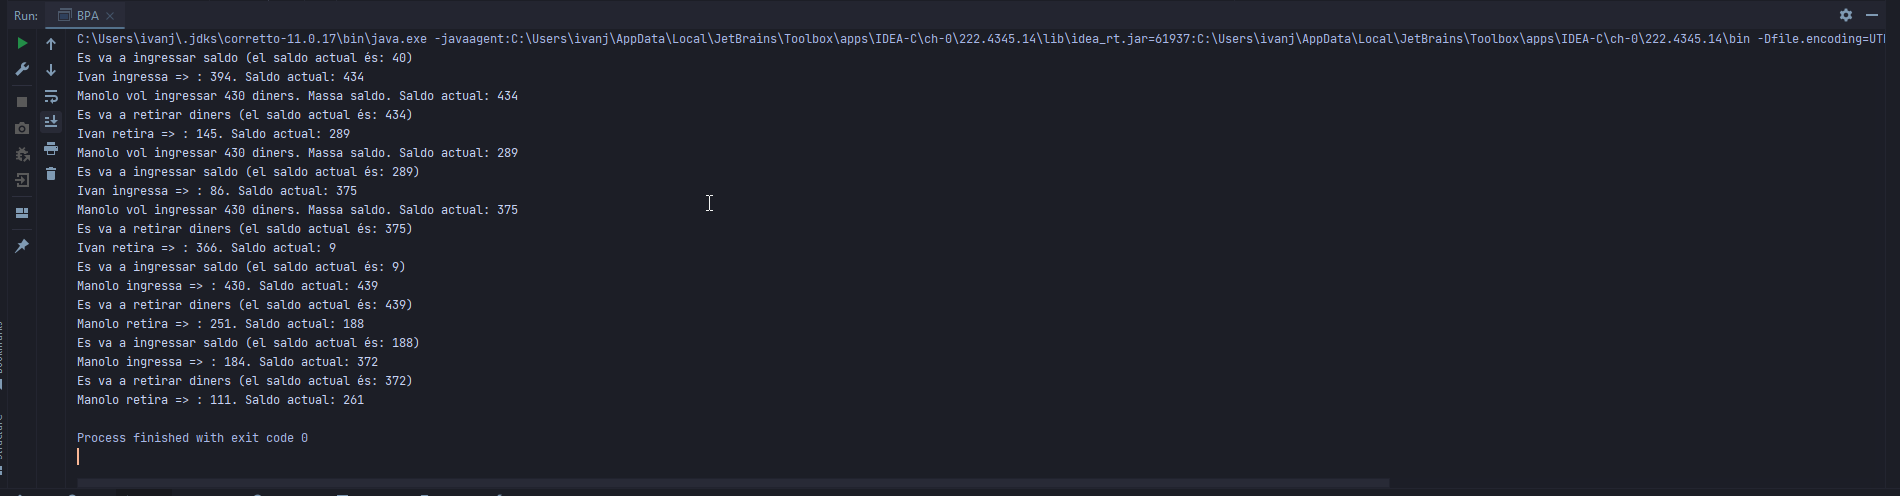 Run: BPA
C:\Users\ivanj\.jdks\corretto-11.0.17\bin\java.exe -javaagent:C:\Users\ivanj\AppData\Local\JetBrains\Toolbox\apps\IDEA-C\ch-0\222.4345.14\lib\idea_rt.jar=61937:C:\Users\ivanj\AppData\Local\JetBrains\Toolbox\apps\IDEA-C\ch-0\222.4345.14\bin -Dfile.encoding=UTF
Es va a ingressar saldo (el saldo actual és: 40)
Ivan ingressa => : 394. Saldo actual: 434
Manolo vol ingressar 430 diners. Massa saldo. Saldo actual: 434
Es va a retirar diners (el saldo actual és: 434)
Ivan retira => : 145. Saldo actual: 289
Manolo vol ingressar 430 diners. Massa saldo. Saldo actual: 289
Es va a ingressar saldo (el saldo actual és: 289)
Ivan ingressa => : 86. Saldo actual: 375
Manolo vol ingressar 430 diners. Massa saldo. Saldo actual: 375
Es va a retirar diners (el saldo actual és: 375)
Ivan retira => : 366. Saldo actual: 9
Es va a ingressar saldo (el saldo actual és: 9)
Manolo ingressa => : 430. Saldo actual: 439
Es va a retirar diners (el saldo actual és: 439)
Manolo retira => : 251. Saldo actual: 188
Es va a ingressar saldo (el saldo actual és: 188)
Manolo ingressa => : 184. Saldo actual: 372
Es va a retirar diners (el saldo actual és: 372)
Manolo retira => : 111. Saldo actual: 261
Process finished with exit code 0